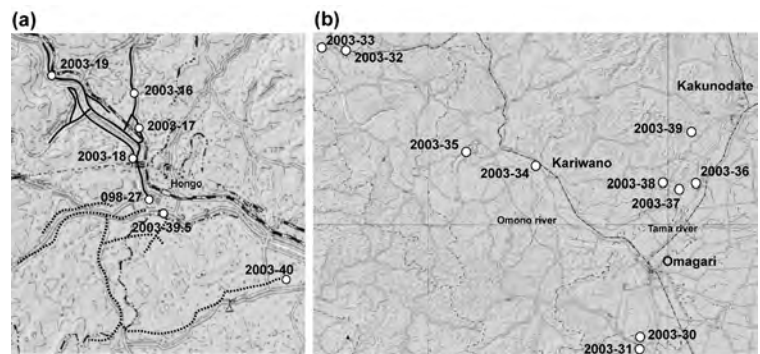 (a)
2003-19
2003-16
2003-17
2003-18
Hongo
098-27
2003-39.5
2003-40
(b)
2003-33
2003-32
Kakunodate
2003-39
2003-35
Kariwano
2003-34
2003-38
2003-36
2003-37
Omono river
Tama river
Omagari
2003-30
2003-31